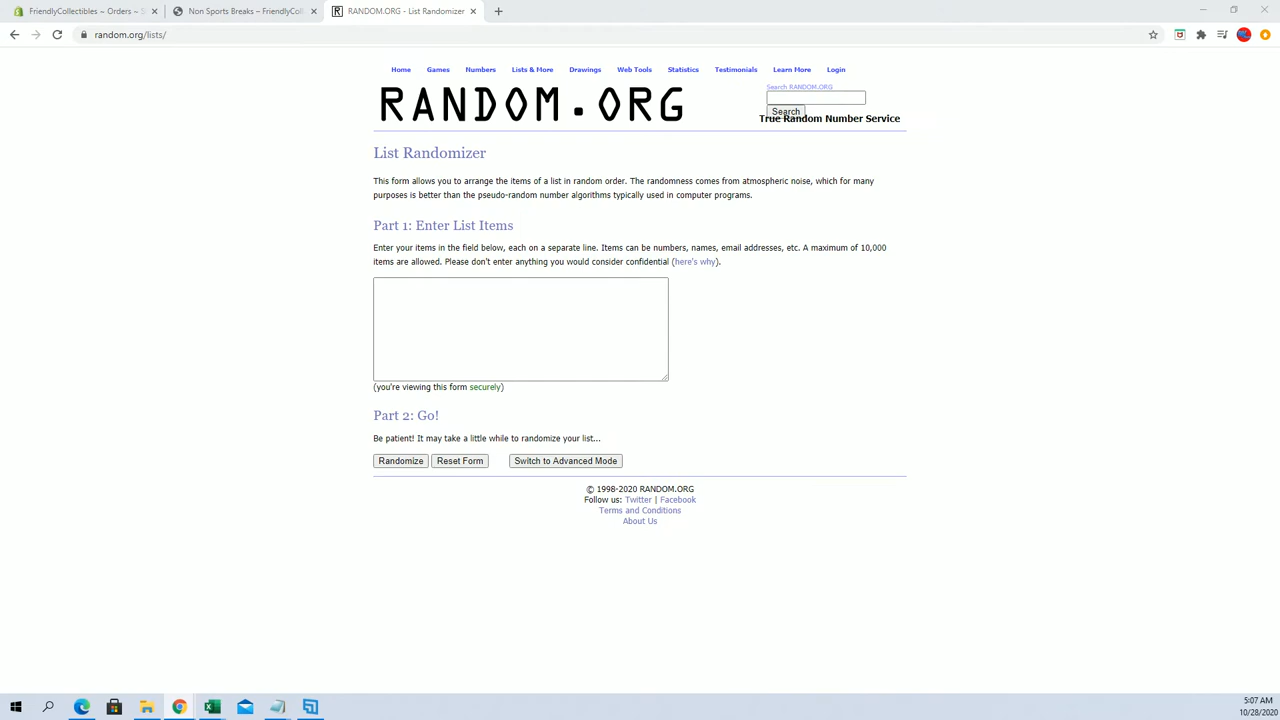 FriendlyCollectibles ~ Orders ~ S
Non Sports Breaks – FriendlyColl
RANDOM.ORG - List Randomizer
random.org/lists/
Home Games Numbers Lists & More Drawings Web Tools Statistics Testimonials Learn More Login
RANDOM.ORG
Search RANDOM.ORG
Search
True Random Number Service
List Randomizer
This form allows you to arrange the items of a list in random order. The randomness comes from atmospheric noise, which for many
purposes is better than the pseudo-random number algorithms typically used in computer programs.
Part 1: Enter List Items
Enter your items in the field below, each on a separate line. Items can be numbers, names, email addresses, etc. A maximum of 10,000
items are allowed. Please don't enter anything you would consider confidential (here's why).
(you're viewing this form securely)
Part 2: Go!
Be patient! It may take a little while to randomize your list...
Randomize Reset Form Switch to Advanced Mode
© 1998-2020 RANDOM.ORG
Follow us: Twitter | Facebook
Terms and Conditions
About Us
5:07 AM
10/28/2020